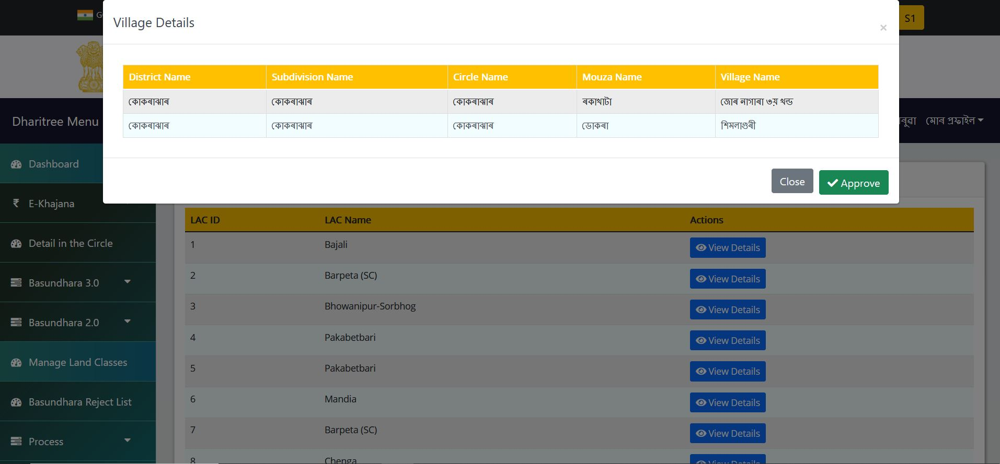 S1
Village Details
×
District Name Subdivision Name Circle Name Mouza Name Village Name
কোকৰাঝাৰ কোকৰাঝাৰ কোকৰাঝাৰ ৰকাখাটা জোৰ নাগাৰা ৩য় খন্ড
কোকৰাঝাৰ কোকৰাঝাৰ কোকৰাঝাৰ ডোকৰা শিমলাগুৰী
Close Approve
Dharitree Menu
মোৰ প্ৰফাইল
Dashboard
E-Khajana
Detail in the Circle
Basundhara 3.0
Basundhara 2.0
Manage Land Classes
Basundhara Reject List
Process
LAC ID LAC Name Actions
1 Bajali View Details
2 Barpeta (SC) View Details
3 Bhowanipur-Sorbhog View Details
4 Pakabetbari View Details
5 Pakabetbari View Details
6 Mandia View Details
7 Barpeta (SC) View Details
8 Chenga View Details